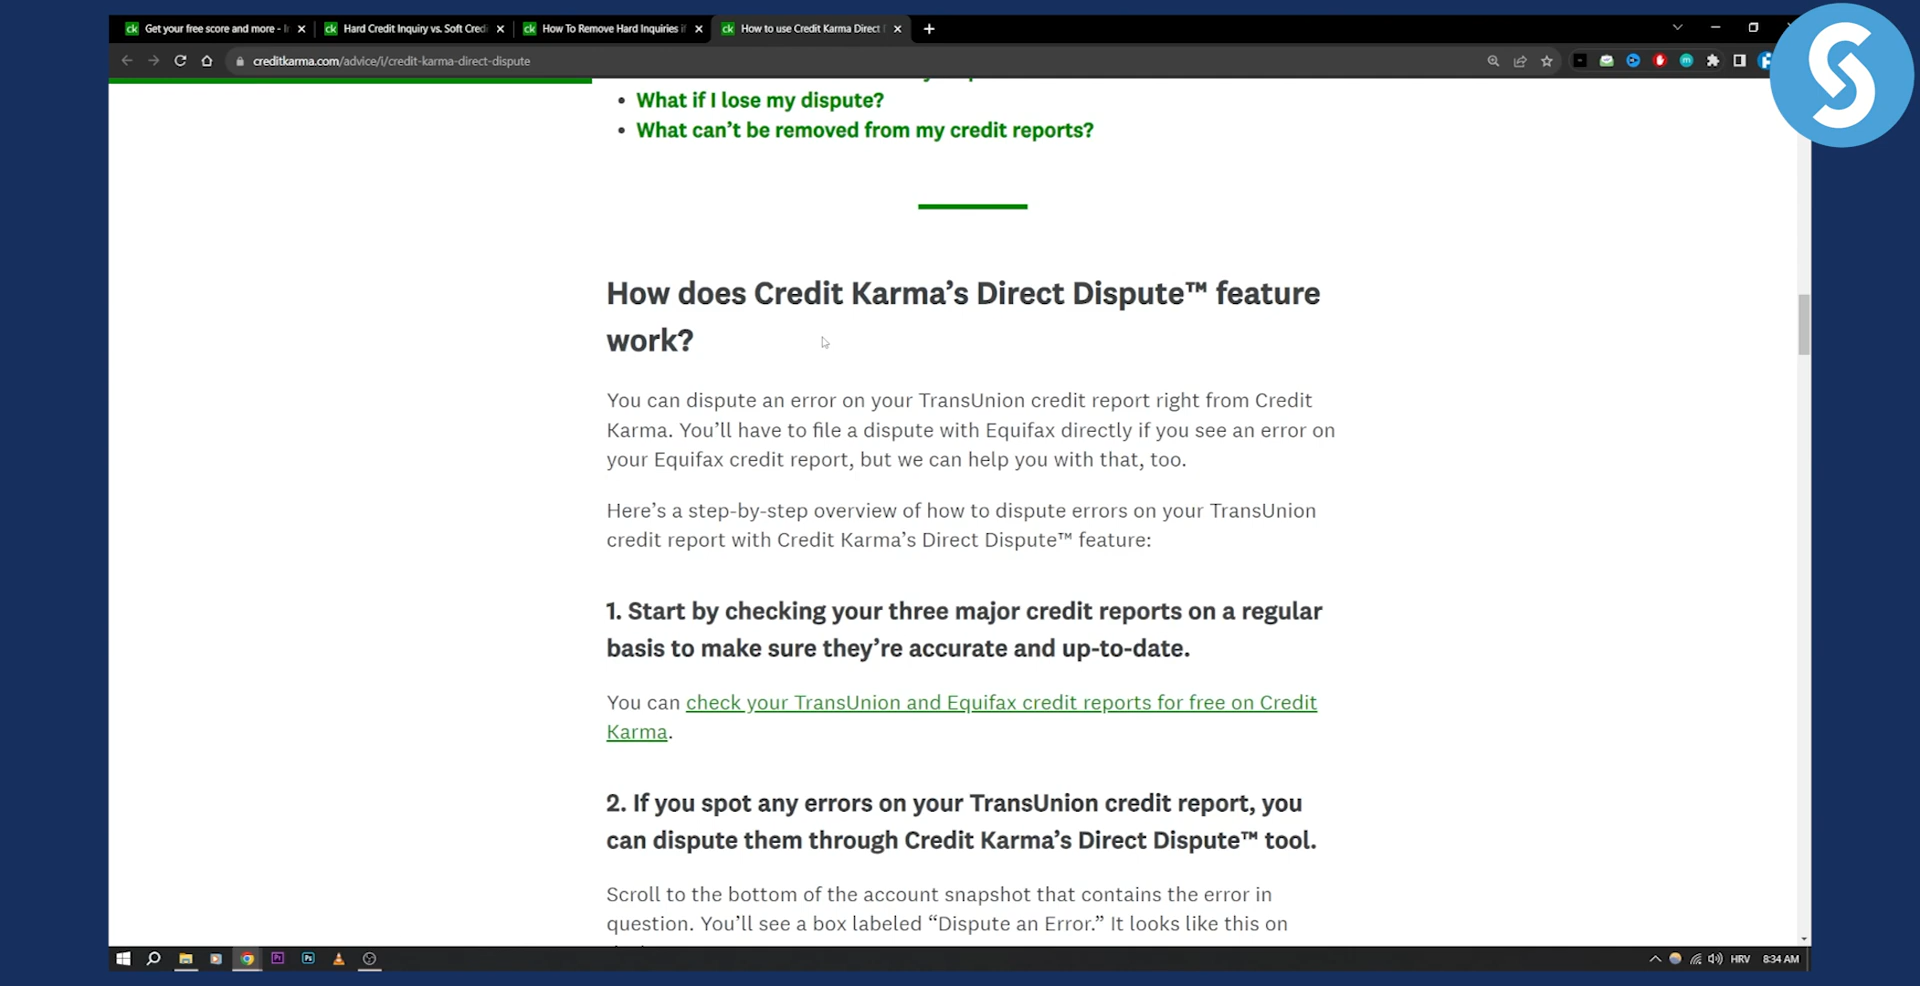 Get your free score and more - I
Hard Credit Inquiry vs. Soft Cred
How To Remove Hard Inquiries i
How to use Credit Karma Direct
creditkarma.com/advice/i/credit-karma-direct-dispute
• What if I lose my dispute?
• What can’t be removed from my credit reports?
How does Credit Karma’s Direct Dispute™ feature
work?
You can dispute an error on your TransUnion credit report right from Credit
Karma. You’ll have to file a dispute with Equifax directly if you see an error on
your Equifax credit report, but we can help you with that, too.
Here’s a step-by-step overview of how to dispute errors on your TransUnion
credit report with Credit Karma’s Direct Dispute™ feature:
1. Start by checking your three major credit reports on a regular
basis to make sure they’re accurate and up-to-date.
You can check your TransUnion and Equifax credit reports for free on Credit
Karma.
2. If you spot any errors on your TransUnion credit report, you
can dispute them through Credit Karma’s Direct Dispute™ tool.
Scroll to the bottom of the account snapshot that contains the error in
question. You’ll see a box labeled “Dispute an Error.” It looks like this on
HRV 8:34 AM